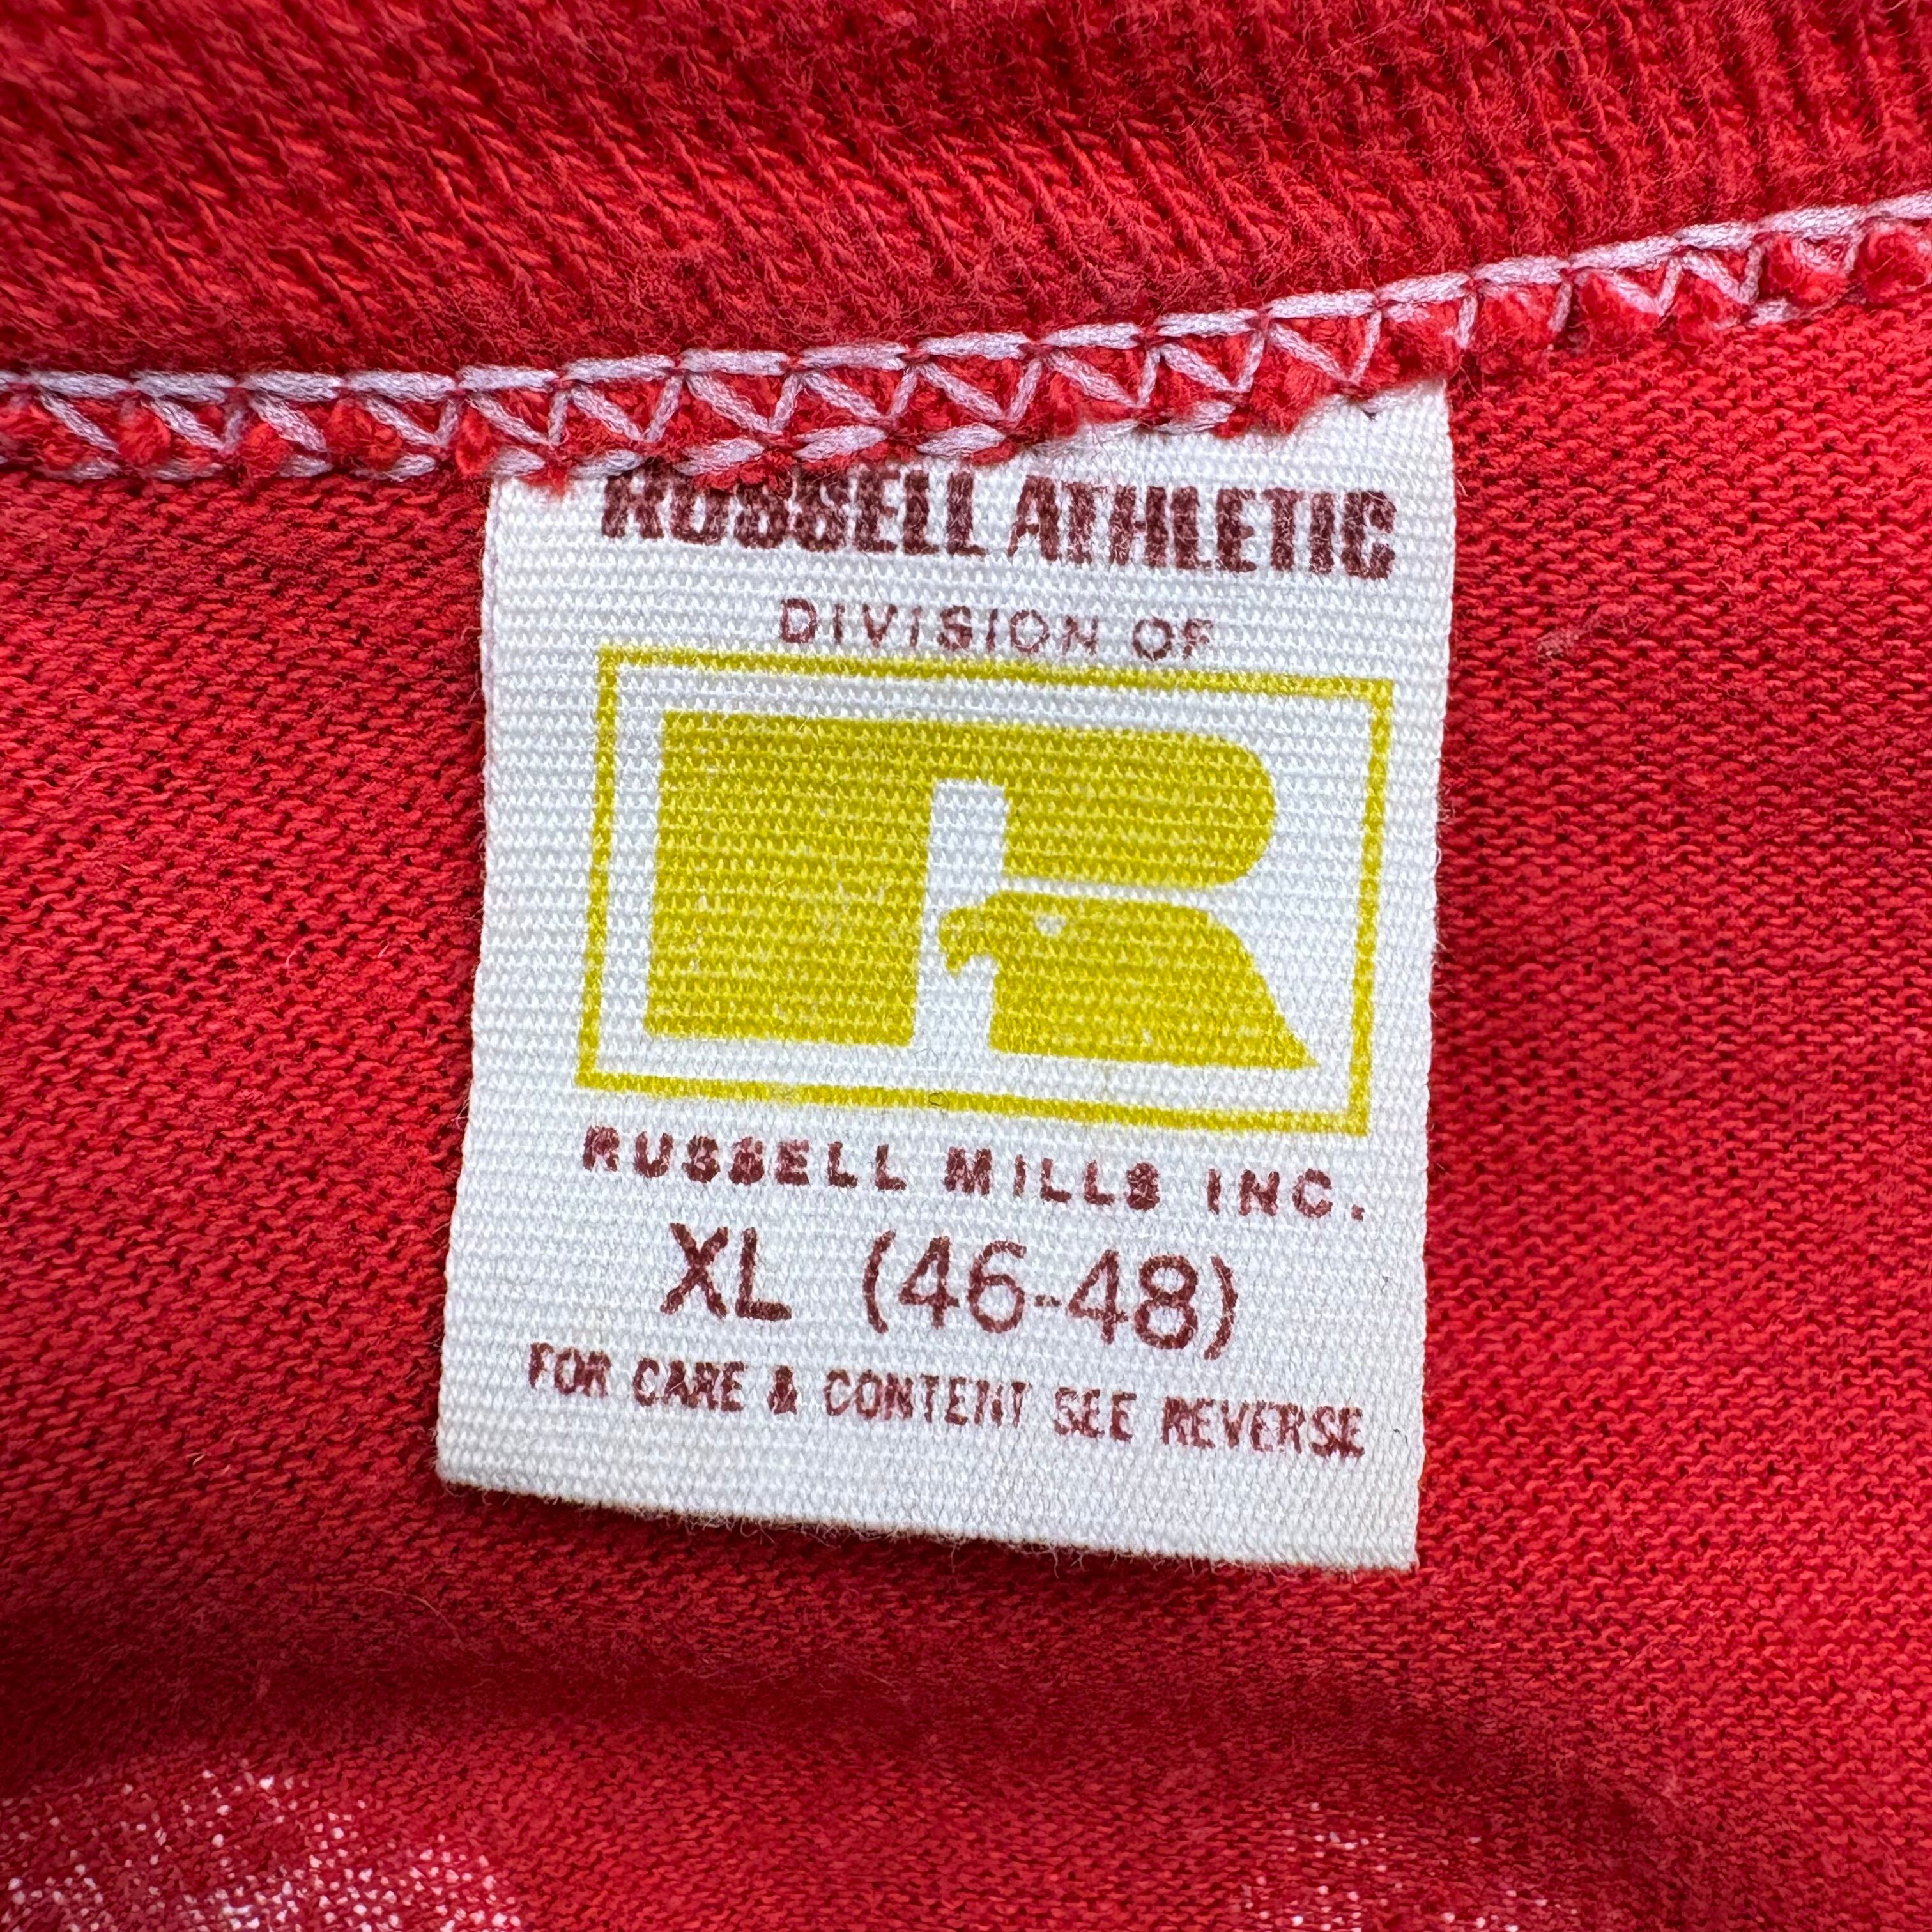 RUSSELL ATHLETIC
DIVISION OF
R
RUSSELL MILLS INC.
XL (46-48)
FOR CARE & CONTENT SEE REVERSE